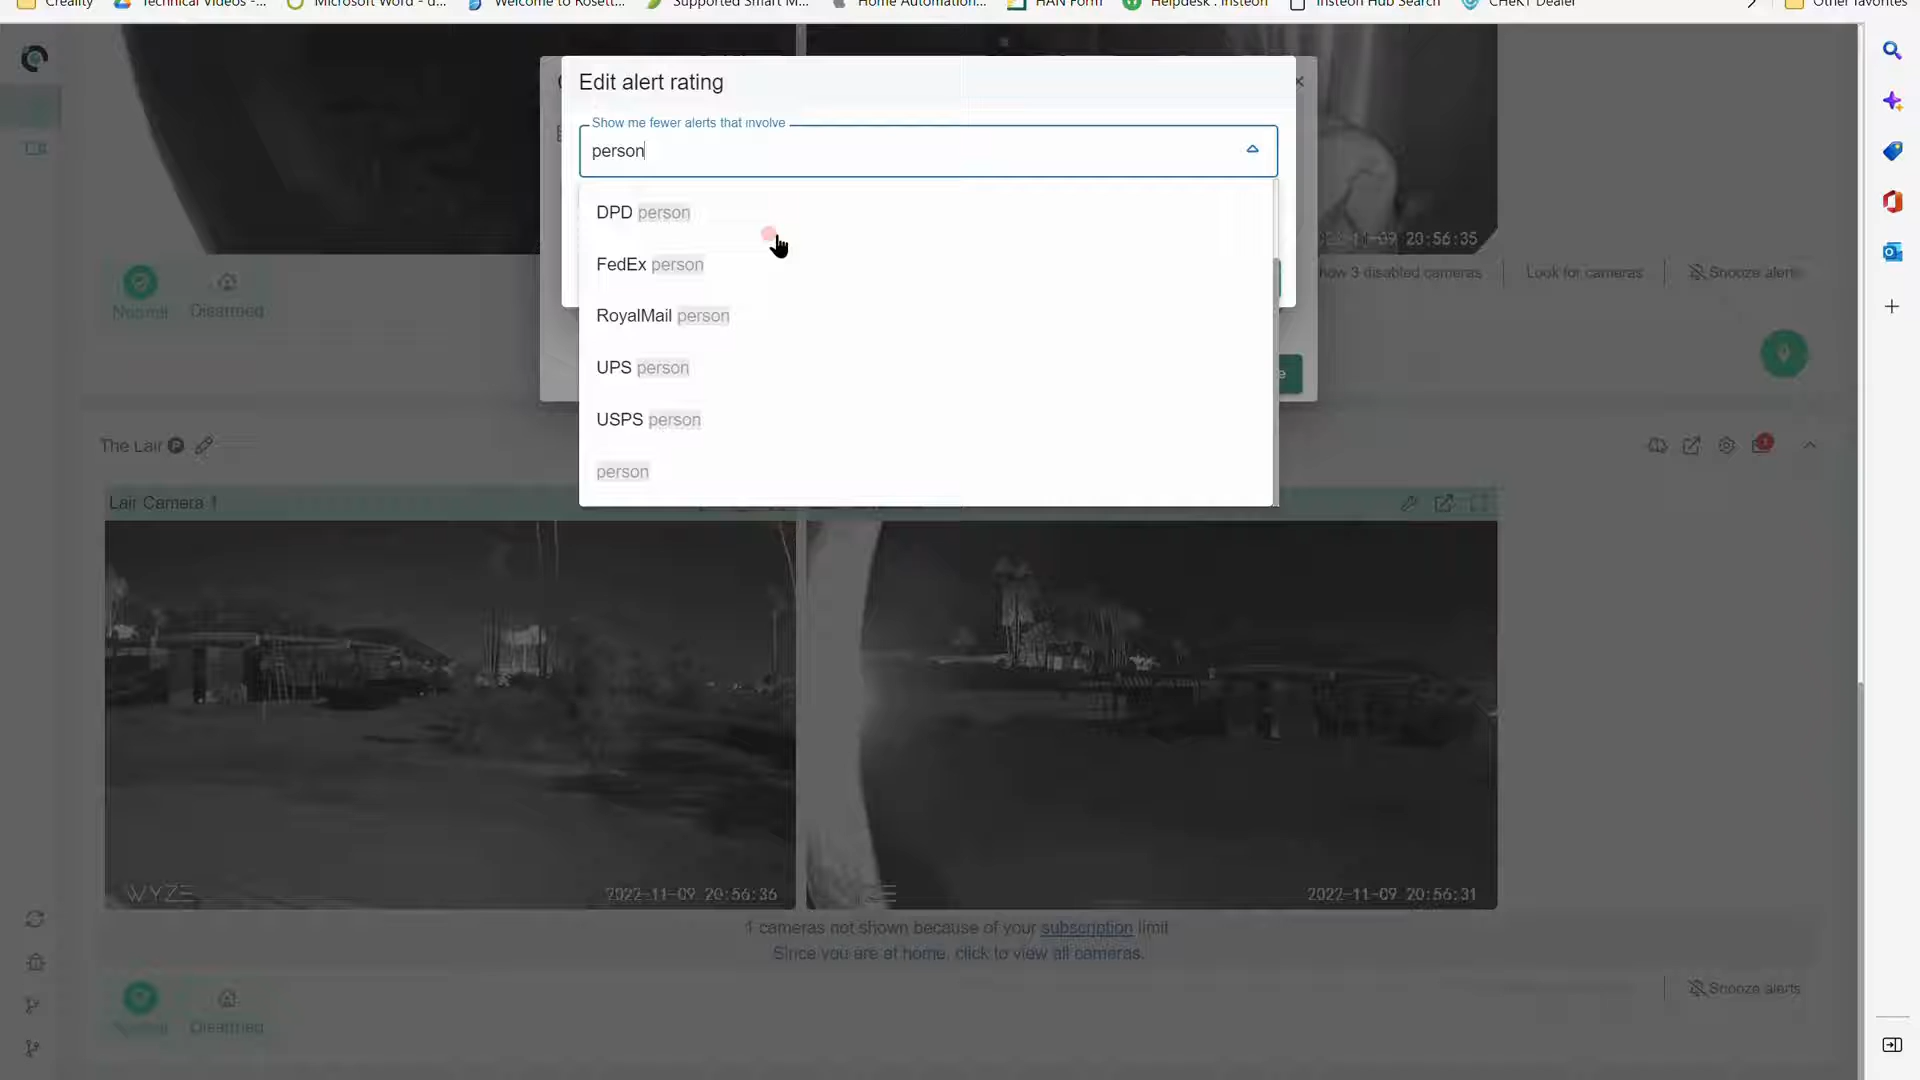 Creality
Technical Videos -...
Microsoft Word - d...
Welcome to Rosett...
Supported Smart M...
Home Automation...
HAN Form
Helpdesk : Insteon
Insteon Hub Search
CHeKT Dealer
Other favorites
Edit alert rating
Show me fewer alerts that involve
person
DPD person
FedEx person
RoyalMail person
UPS person
USPS person
person
20:56:35
3 disabled cameras
Look for cameras
Snooze alerts
Normal
Disarmed
The Lair
Lair Camera 1
WYZE
2022-11-09 20:56:36
2022-11-09 20:56:31
1 cameras not shown because of your subscription limit
Since you are at home, click to view all cameras.
Normal
Disarmed
Snooze alerts